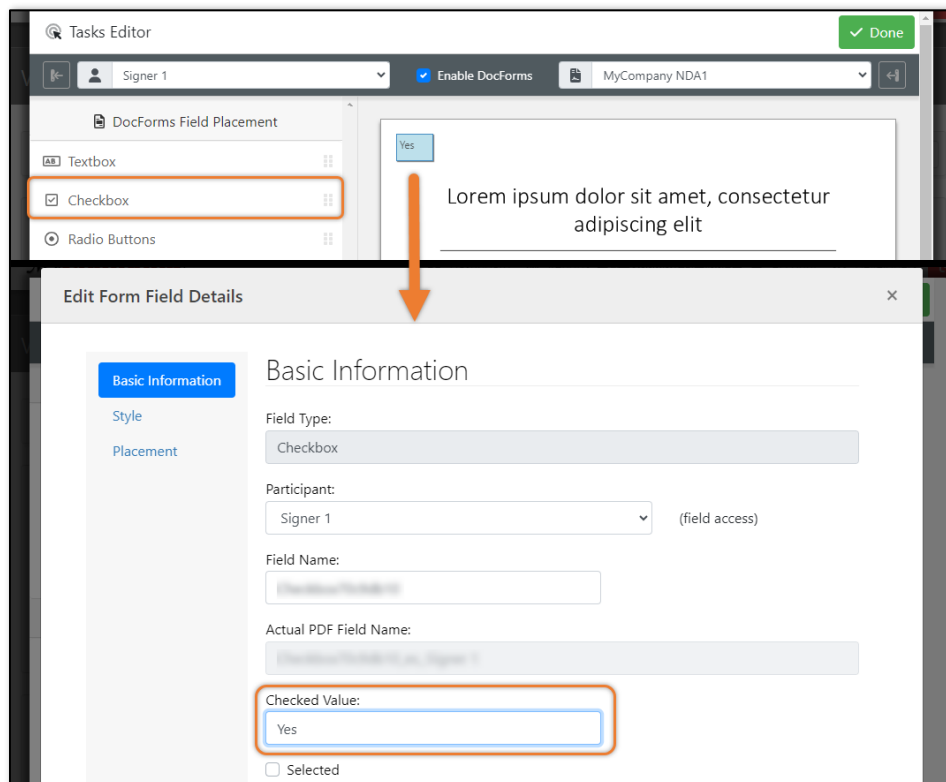 Tasks Editor
Done
Signer 1
Enable DocForms
MyCompany NDA1
DocForms Field Placement
AB Textbox
Checkbox
Radio Buttons
Yes
Lorem ipsum dolor sit amet, consectetur
adipiscing elit
Edit Form Field Details
Basic Information
Style
Placement
Basic Information
Field Type:
Checkbox
Participant:
Signer 1
(field access)
Field Name:
Actual PDF Field Name:
Checked Value:
Yes
Selected